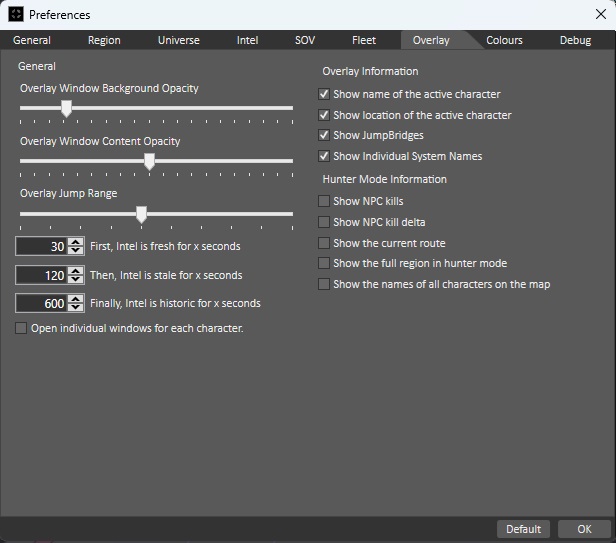 Preferences
General
Region
Universe
Intel
SOV
Fleet
Overlay
Colours
Debug
General
Overlay Window Background Opacity
Overlay Window Content Opacity
Overlay Jump Range
30 First, Intel is fresh for x seconds
120 Then, Intel is stale for x seconds
600 Finally, Intel is historic for x seconds
Open individual windows for each character.
Overlay Information
Show name of the active character
Show location of the active character
Show JumpBridges
Show Individual System Names
Hunter Mode Information
Show NPC kills
Show NPC kill delta
Show the current route
Show the full region in hunter mode
Show the names of all characters on the map
Default
OK